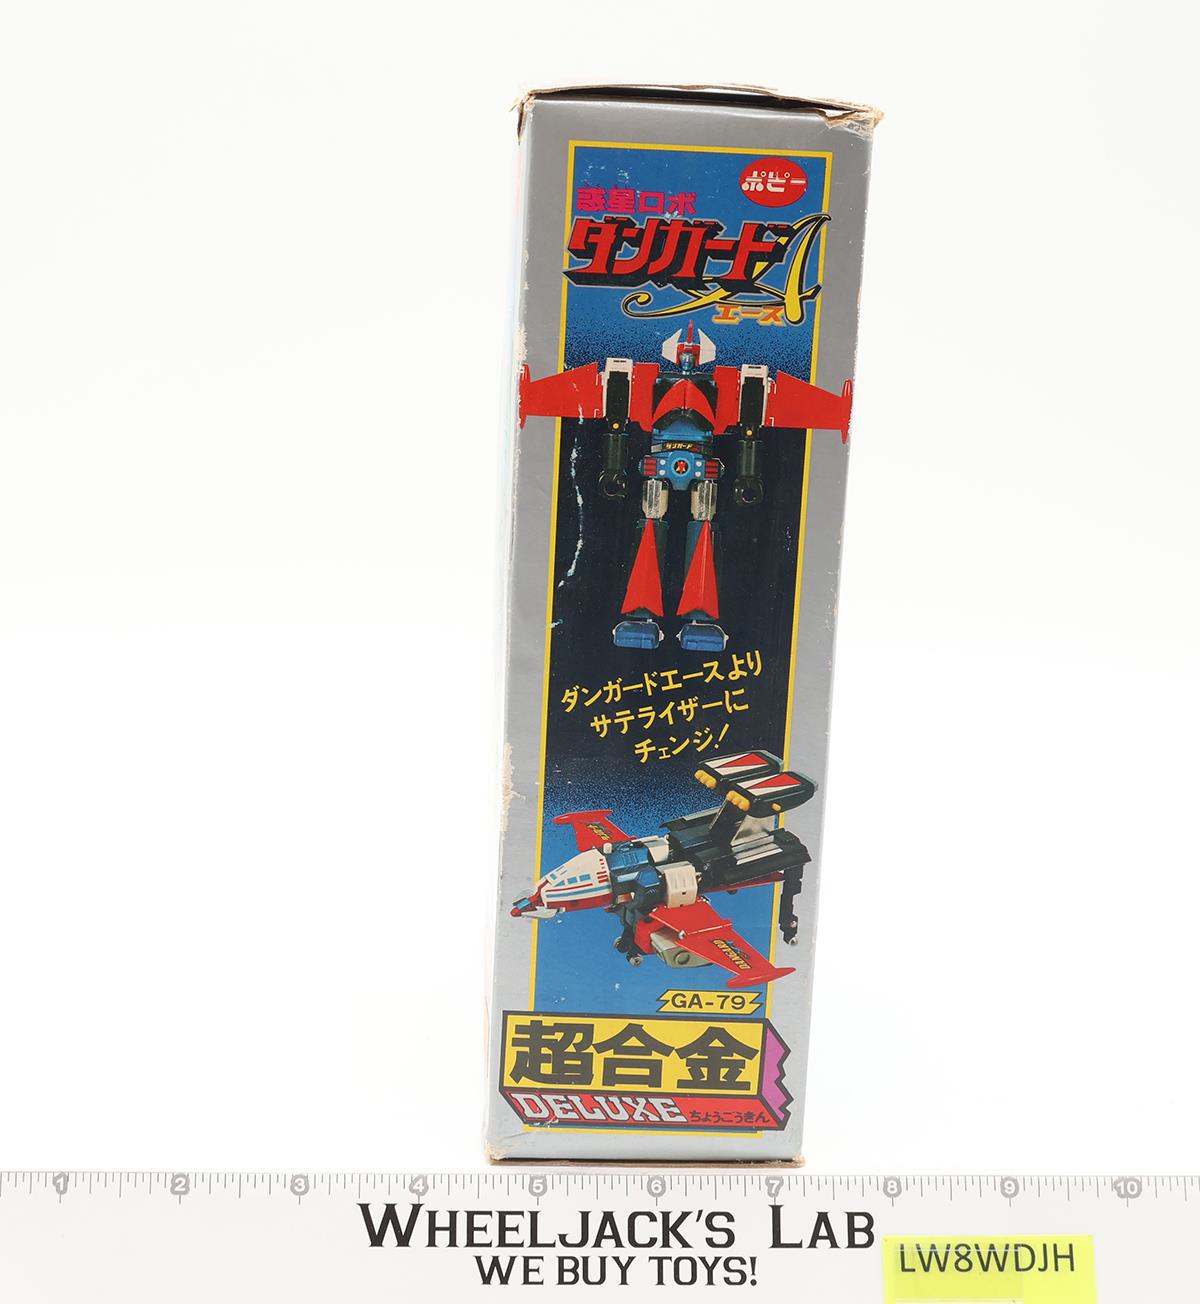 ポピー
惑星ロボ
ダンガードA
エース
ダンガード
ダンガードエースより
サテライザーに
チェンジ!
DANGARD
GA-79
超合金
DELUXE ちょうごうきん
1 2 3 4 5 6 7 8 9 10
WHEELJACK'S LAB
WE BUY TOYS!
LW8WDJH